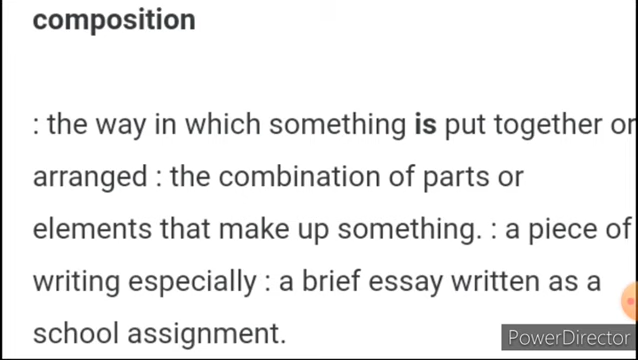 composition
: the way in which something is put together or
arranged : the combination of parts or
elements that make up something. : a piece of
writing especially : a brief essay written as a
school assignment.
PowerDirector